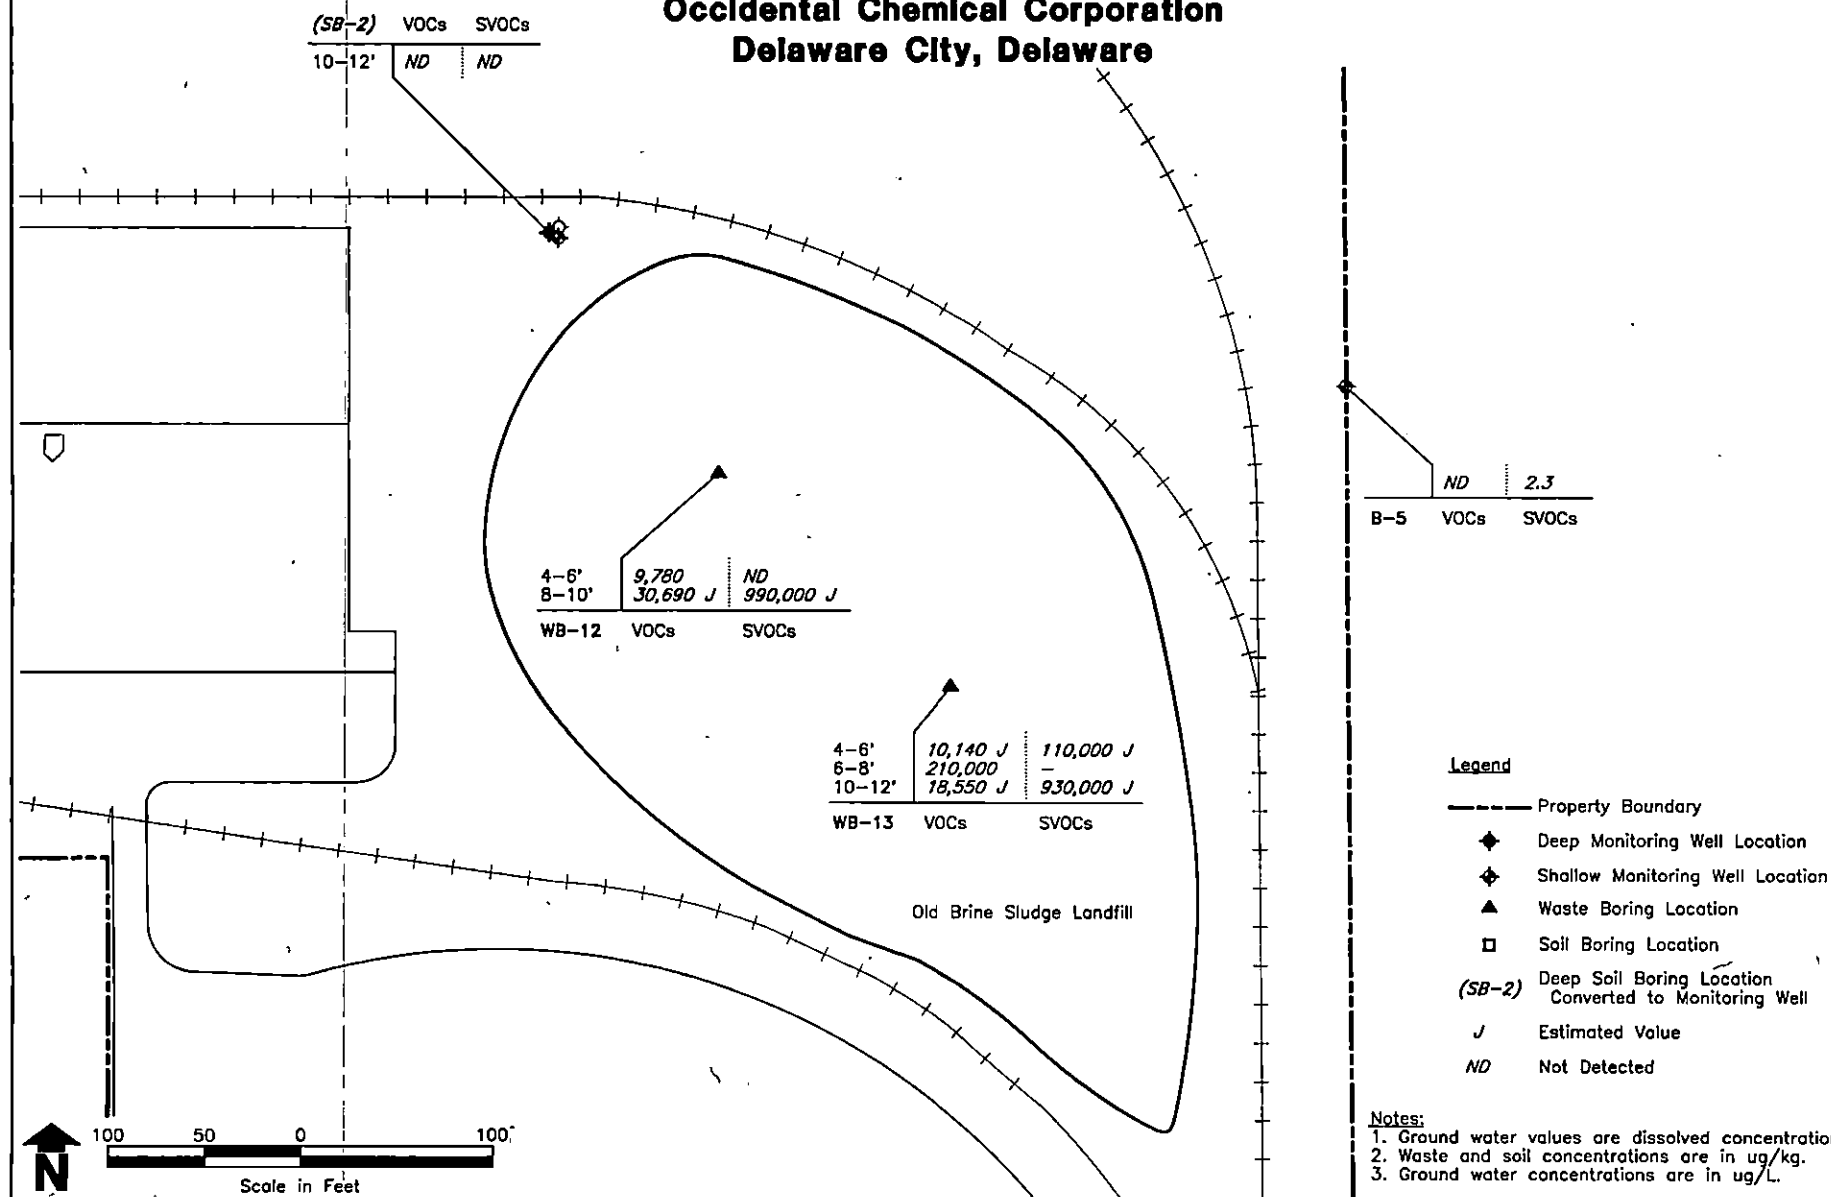 Occidental Chemical Corporation
Delaware City, Delaware
(SB-2) VOCs SVOCs
10-12' ND ND
ND 2.3
B-5 VOCs SVOCs
4-6' 9,780 ND
8-10' 30,690 J 990,000 J
WB-12 VOCs SVOCs
4-6' 10,140 J 110,000 J
6-8' 210,000 –
10-12' 18,550 J 930,000 J
WB-13 VOCs SVOCs
Old Brine Sludge Landfill
Legend
Property Boundary
Deep Monitoring Well Location
Shallow Monitoring Well Location
Waste Boring Location
Soil Boring Location
(SB-2) Deep Soil Boring Location
Converted to Monitoring Well
J Estimated Value
ND Not Detected
Notes:
1. Ground water values are dissolved concentratio
2. Waste and soil concentrations are in ug/kg.
3. Ground water concentrations are in ug/L.
N
100 50 0 100
Scale in Feet